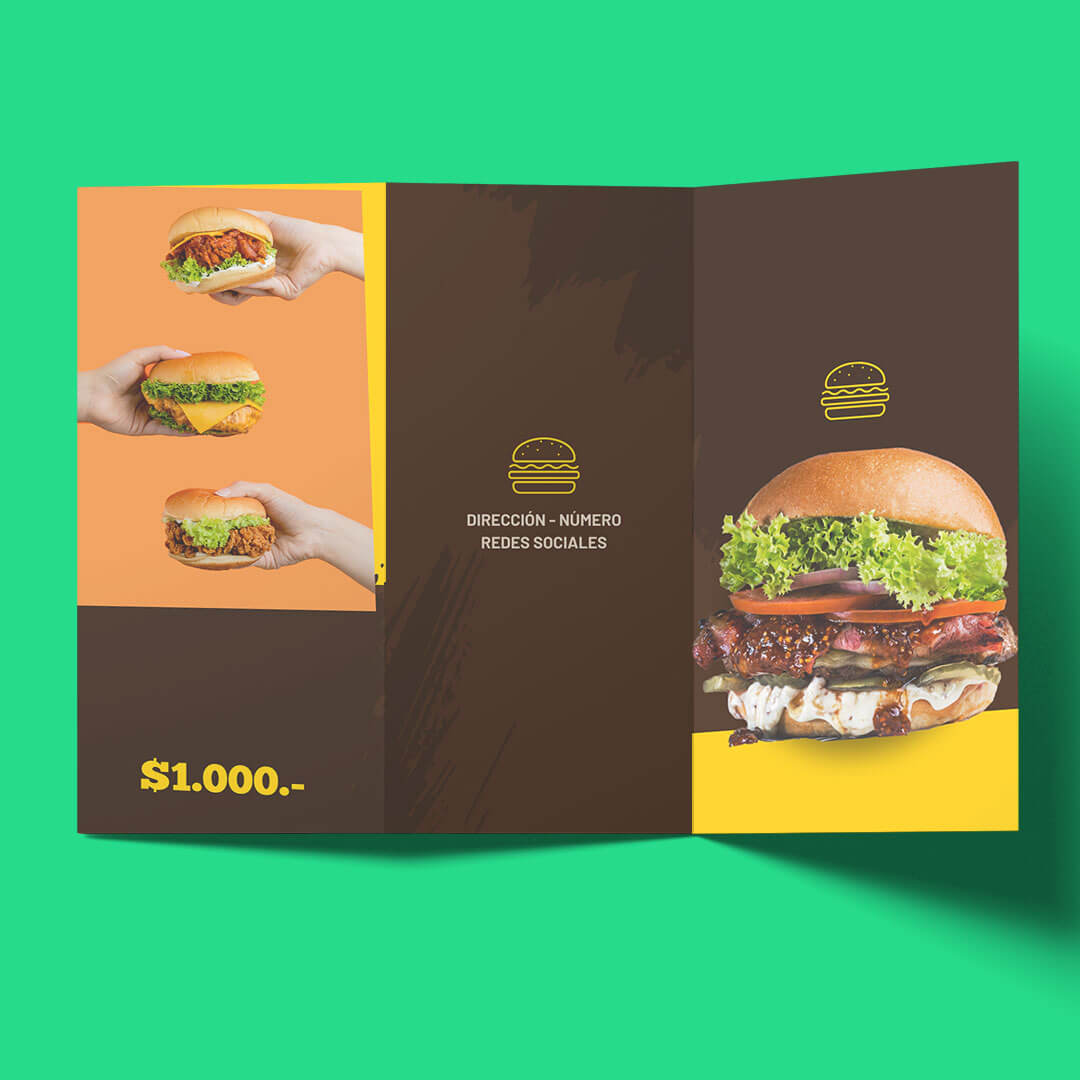 $1.000.-
DIRECCIÓN - NÚMERO
REDES SOCIALES